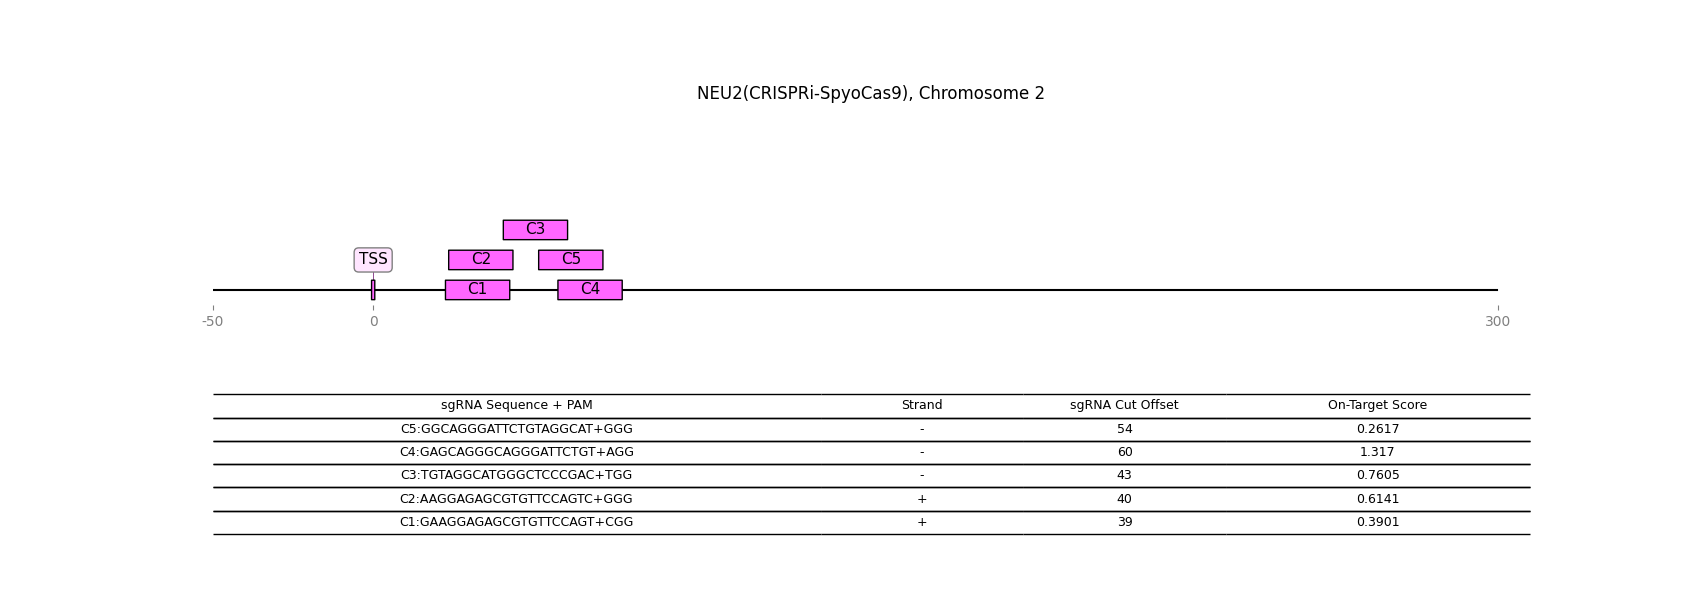 NEU2(CRISPRi-SpyoCas9), Chromosome 2
C3
TSS C2 C5
C1 C4
-50 0 300
sgRNA Sequence + PAM Strand sgRNA Cut Offset On-Target Score
C5:GGCAGGGATTCTGTAGGCAT+GGG - 54 0.2617
C4:GAGCAGGGCAGGGATTCTGT+AGG - 60 1.317
C3:TGTAGGCATGGGCTCCCGAC+TGG - 43 0.7605
C2:AAGGAGAGCGTGTTCCAGTC+GGG + 40 0.6141
C1:GAAGGAGAGCGTGTTCCAGT+CGG + 39 0.3901